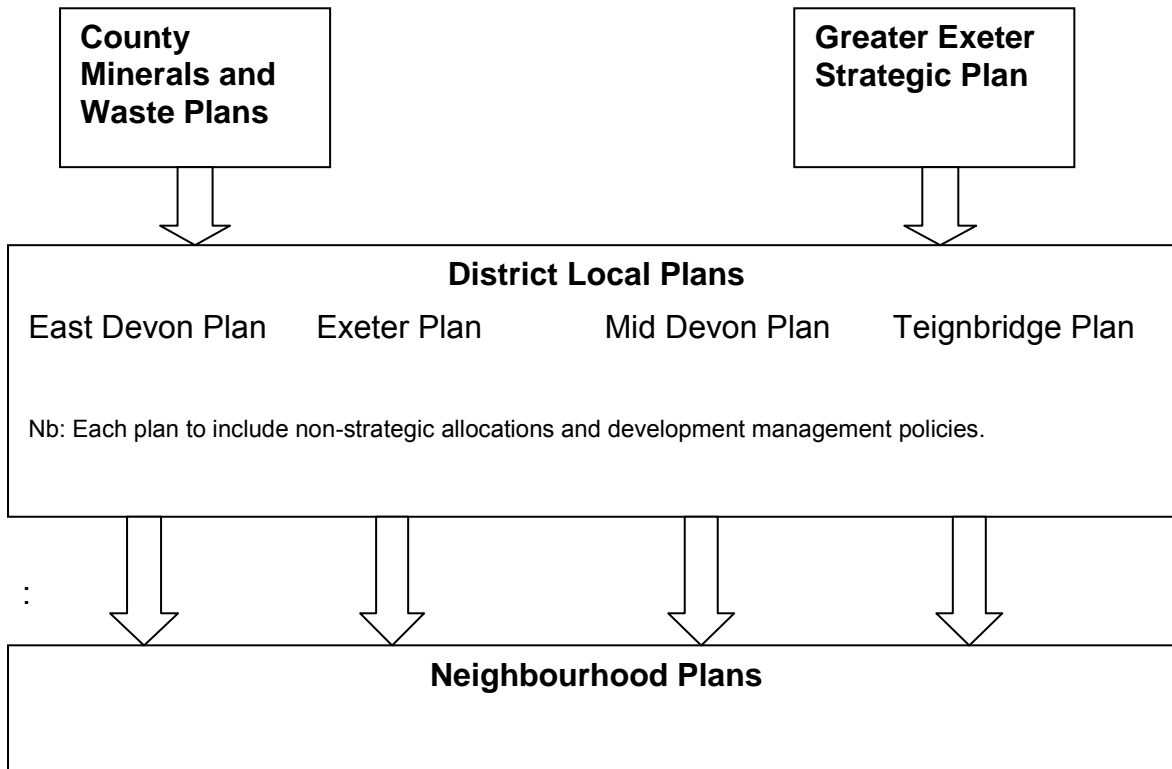 County
Minerals and
Waste Plans
Greater Exeter
Strategic Plan
District Local Plans
East Devon Plan Exeter Plan Mid Devon Plan Teignbridge Plan
Nb: Each plan to include non-strategic allocations and development management policies.
:
Neighbourhood Plans